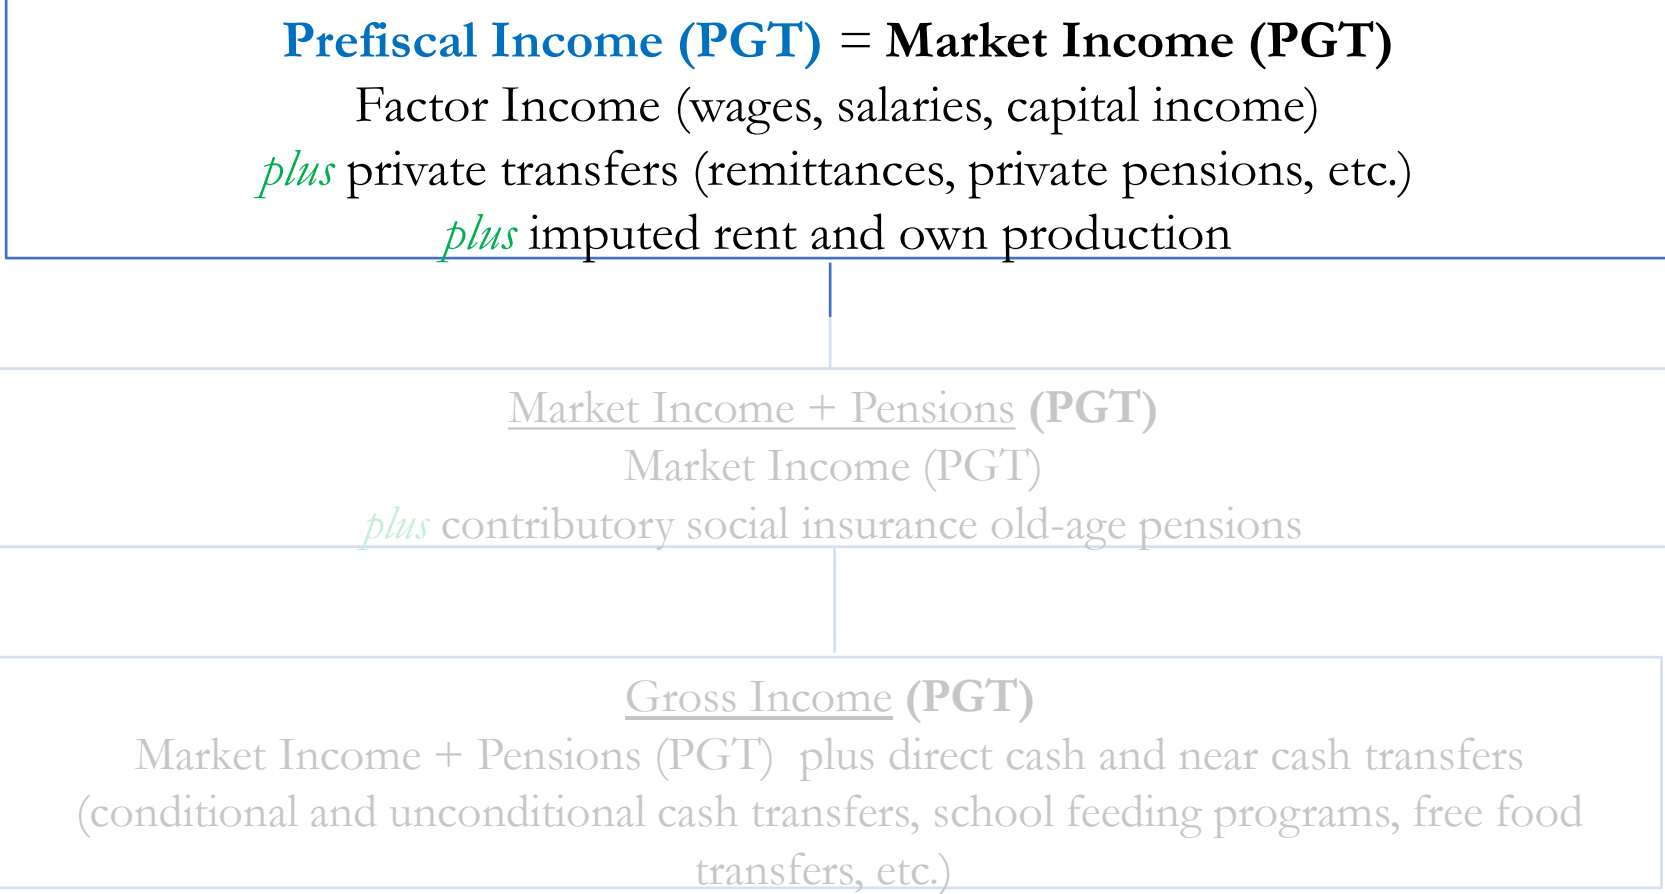 Prefiscal Income (PGT) = Market Income (PGT)
Factor Income (wages, salaries, capital income)
plus private transfers (remittances, private pensions, etc.)
plus imputed rent and own production
Market Income + Pensions (PGT)
Market Income (PGT)
plus contributory social insurance old-age pensions
Gross Income (PGT)
Market Income + Pensions (PGT) plus direct cash and near cash transfers
(conditional and unconditional cash transfers, school feeding programs, free food
transfers, etc.)